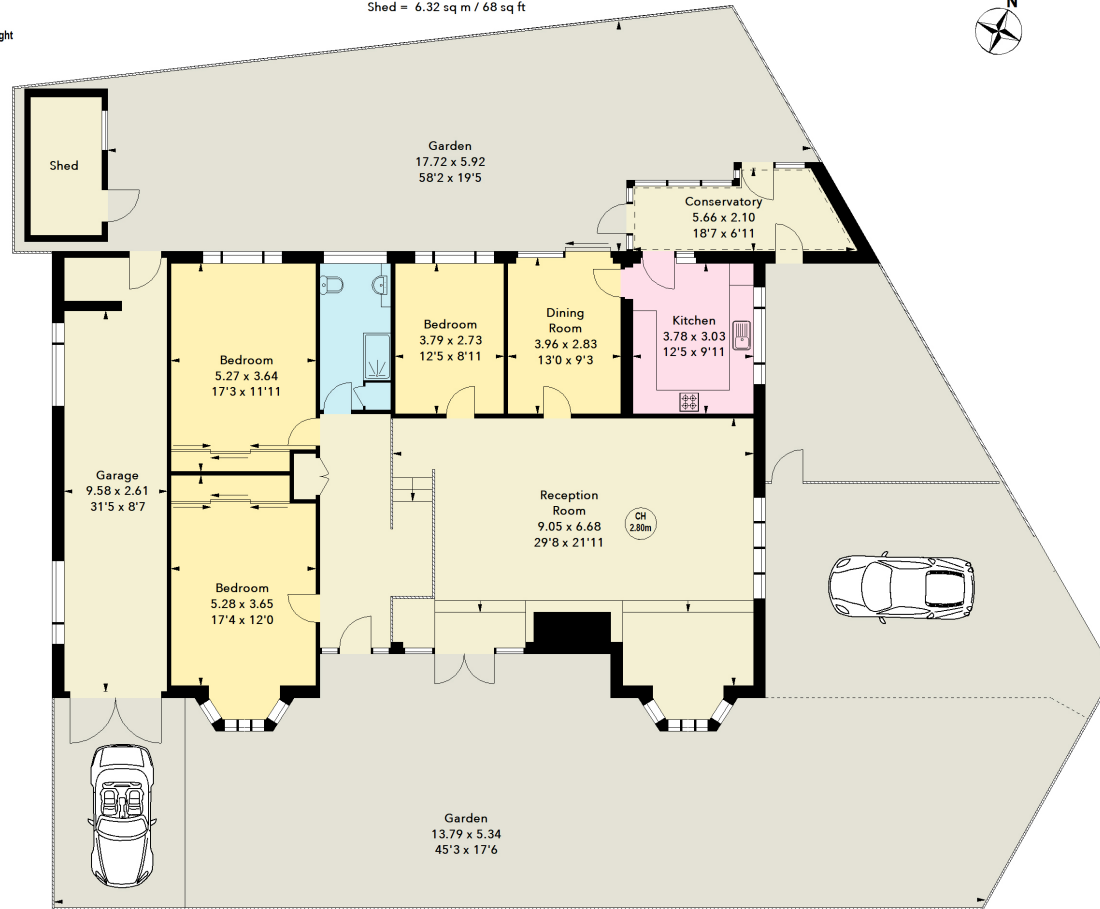 Shed = 6.32 sq m / 68 sq ft
N
ght
Garden
17.72 x 5.92
58'2 x 19'5
Shed
Conservatory
5.66 x 2.10
18'7 x 6'11
Bedroom
5.27 x 3.64
17'3 x 11'11
Bedroom
3.79 x 2.73
12'5 x 8'11
Dining
Room
3.96 x 2.83
13'0 x 9'3
Kitchen
3.78 x 3.03
12'5 x 9'11
Garage
9.58 x 2.61
31'5 x 8'7
Reception
Room
9.05 x 6.68
29'8 x 21'11
CH
2.80m
Bedroom
5.28 x 3.65
17'4 x 12'0
Garden
13.79 x 5.34
45'3 x 17'6